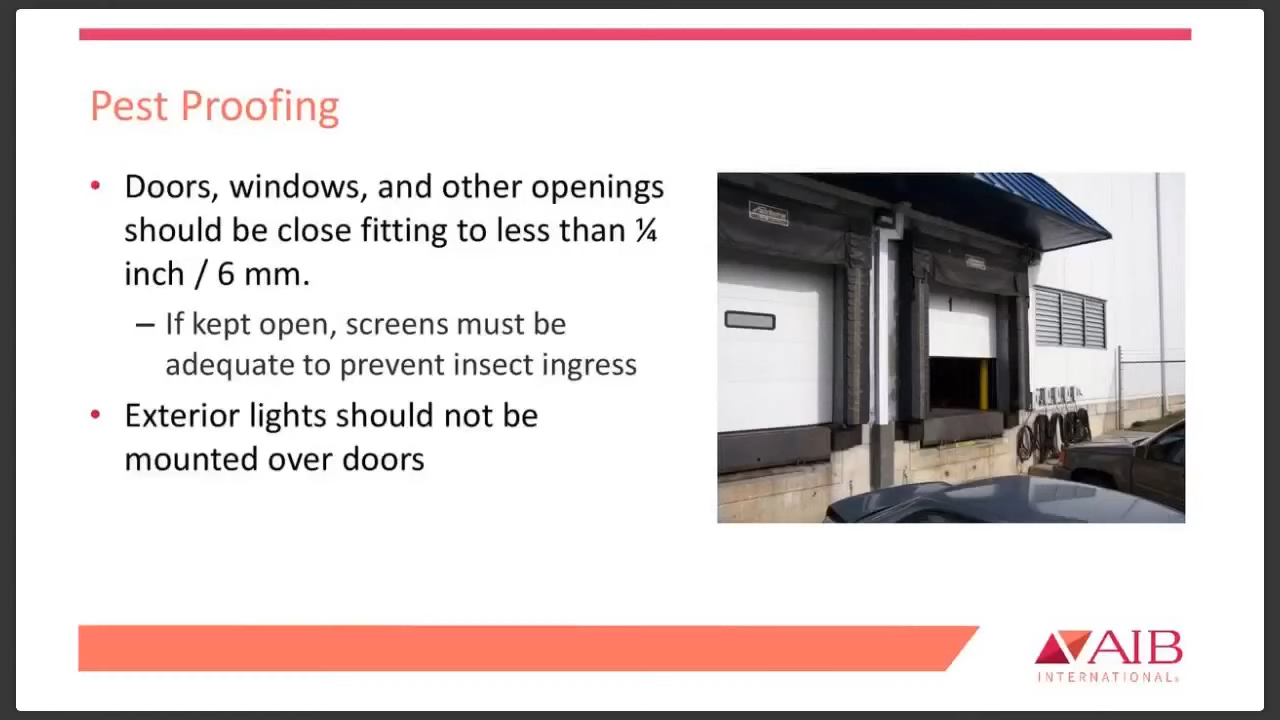 Pest Proofing
• Doors, windows, and other openings
should be close fitting to less than ¼
inch / 6 mm.
– If kept open, screens must be
adequate to prevent insect ingress
• Exterior lights should not be
mounted over doors
1
AIB
INTERNATIONAL